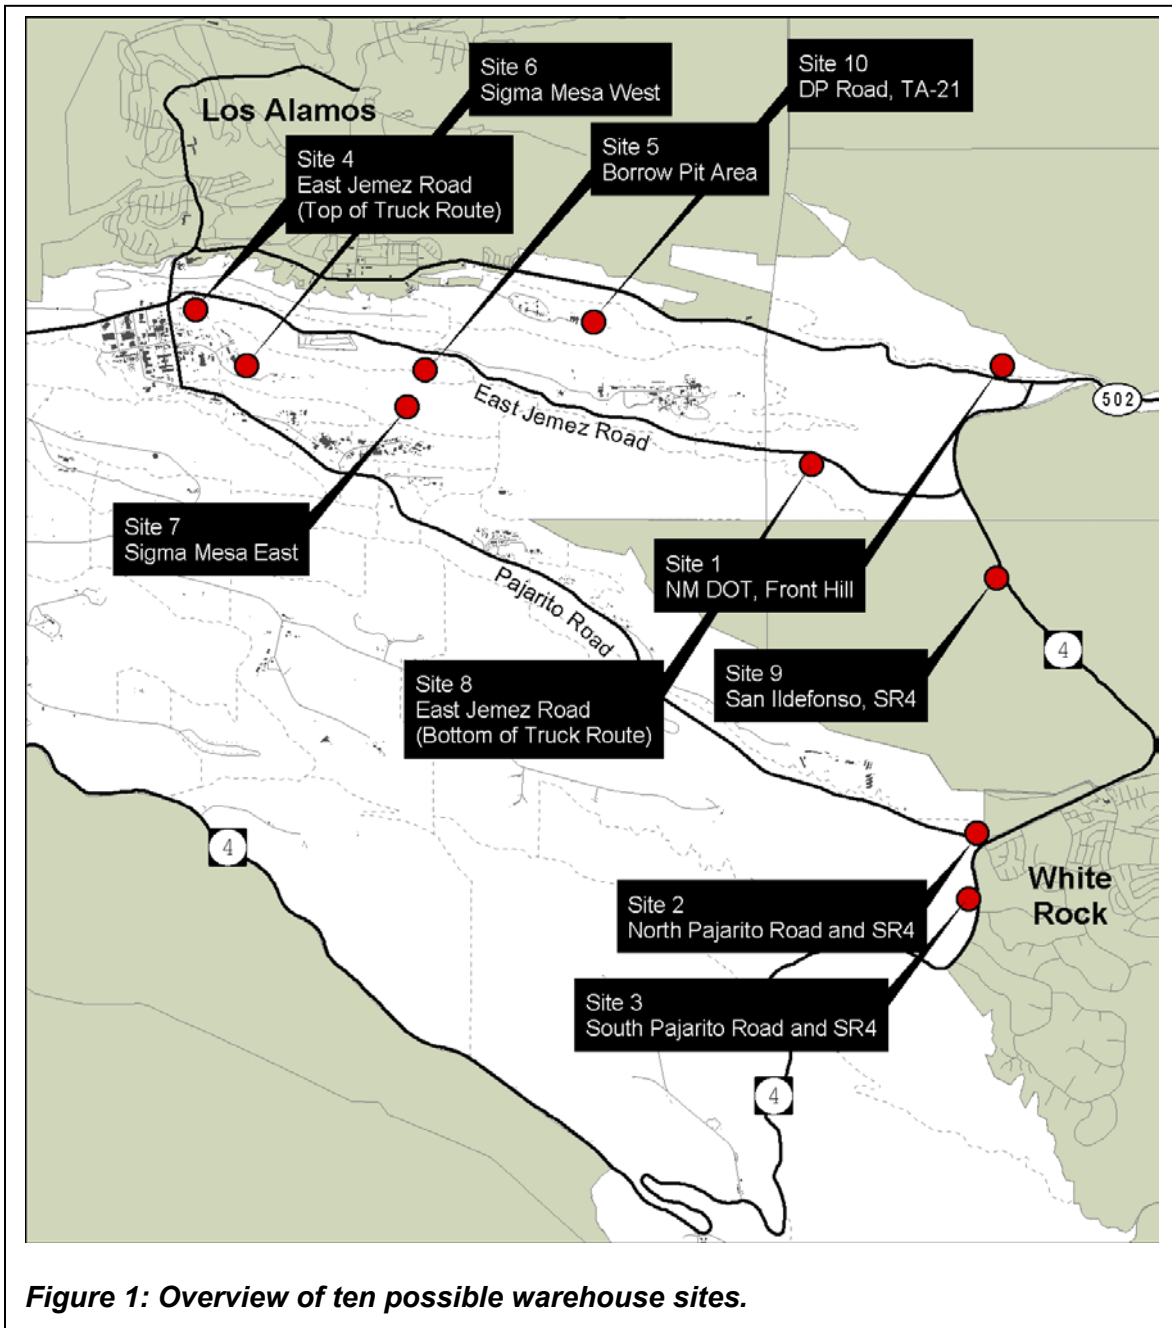 Site 6
Sigma Mesa West
Site 10
DP Road, TA-21
Los Alamos
Site 4
East Jemez Road
(Top of Truck Route)
Site 5
Borrow Pit Area
502
East Jemez Road
Site 7
Sigma Mesa East
Site 1
NM DOT, Front Hill
Pajarito Road
4
Site 9
San Ildefonso, SR4
Site 8
East Jemez Road
(Bottom of Truck Route)
4
White
Rock
Site 2
North Pajarito Road and SR4
Site 3
South Pajarito Road and SR4
4
Figure 1: Overview of ten possible warehouse sites.